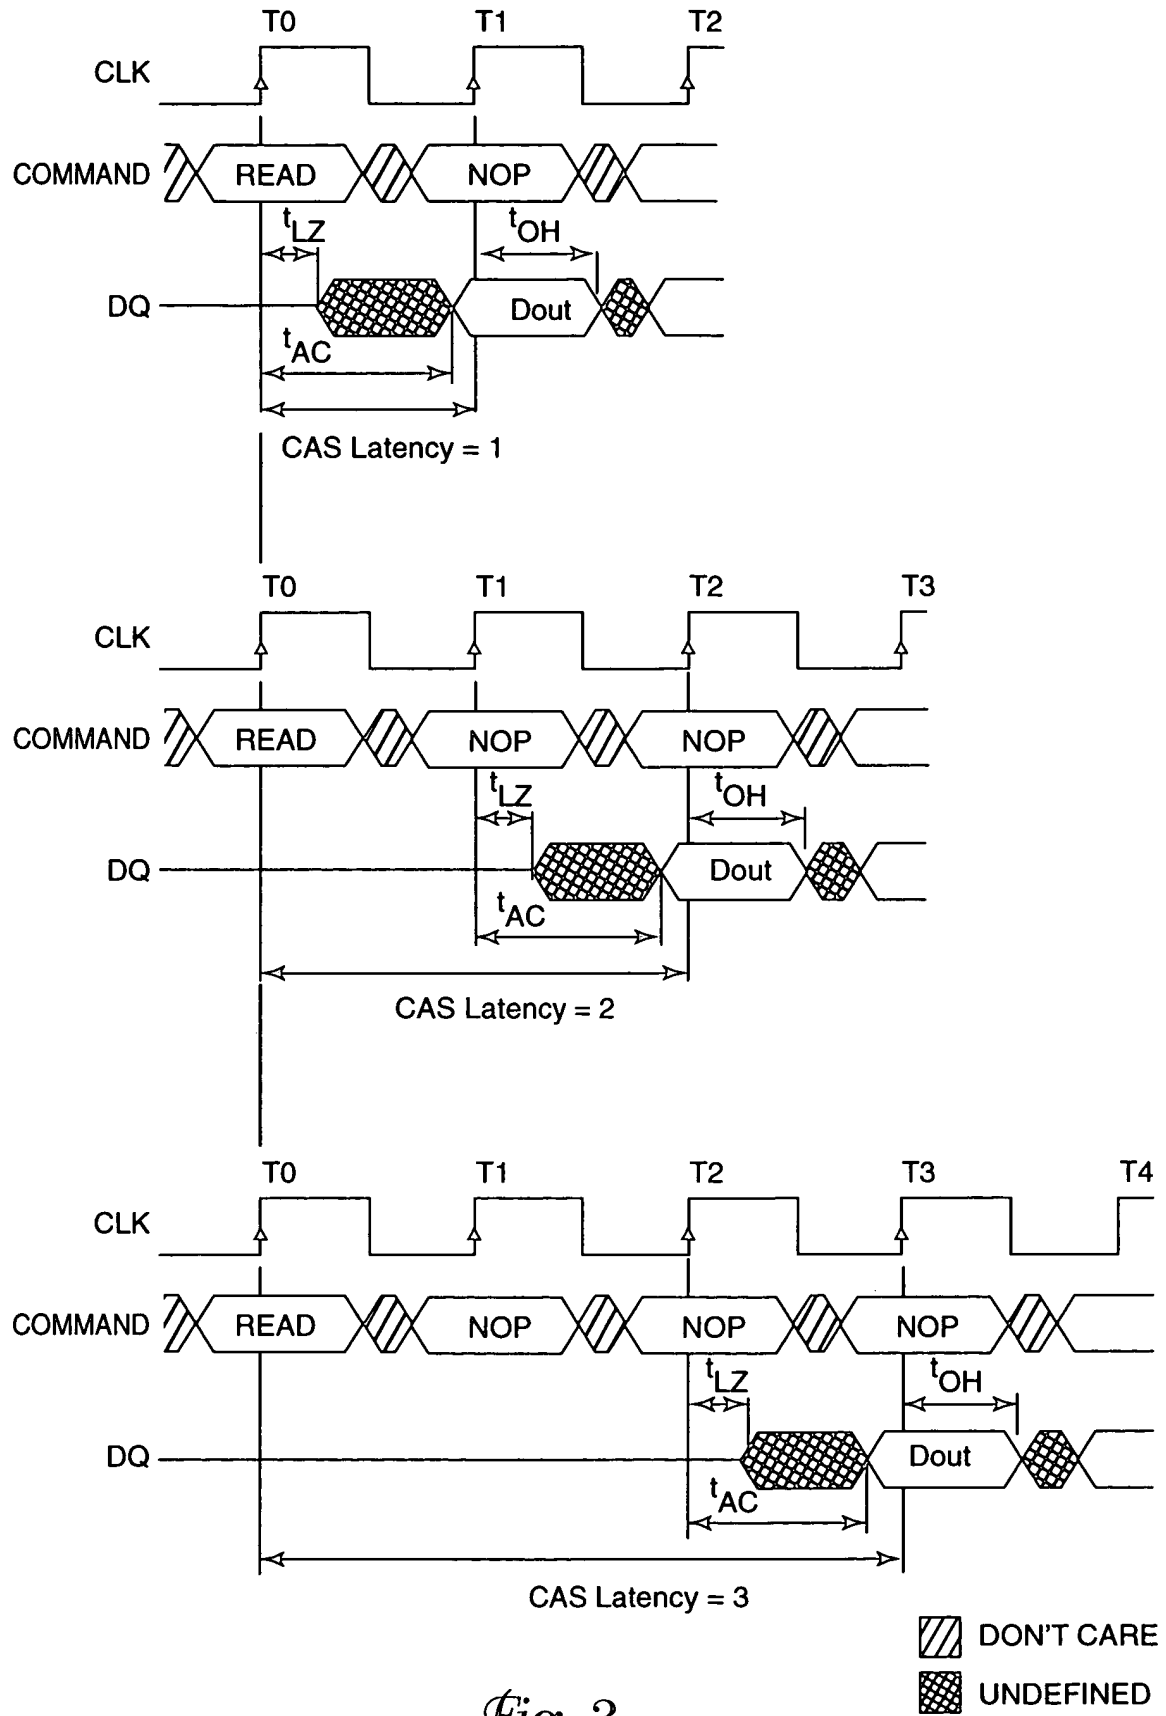 T0 T1 T2
CLK
COMMAND READ NOP
tLZ tOH
DQ Dout
tAC
CAS Latency = 1
T0 T1 T2 T3
CLK
COMMAND READ NOP NOP
tLZ tOH
DQ Dout
tAC
CAS Latency = 2
T0 T1 T2 T3 T4
CLK
COMMAND READ NOP NOP NOP
tLZ tOH
DQ Dout
tAC
CAS Latency = 3
DON'T CARE
UNDEFINED